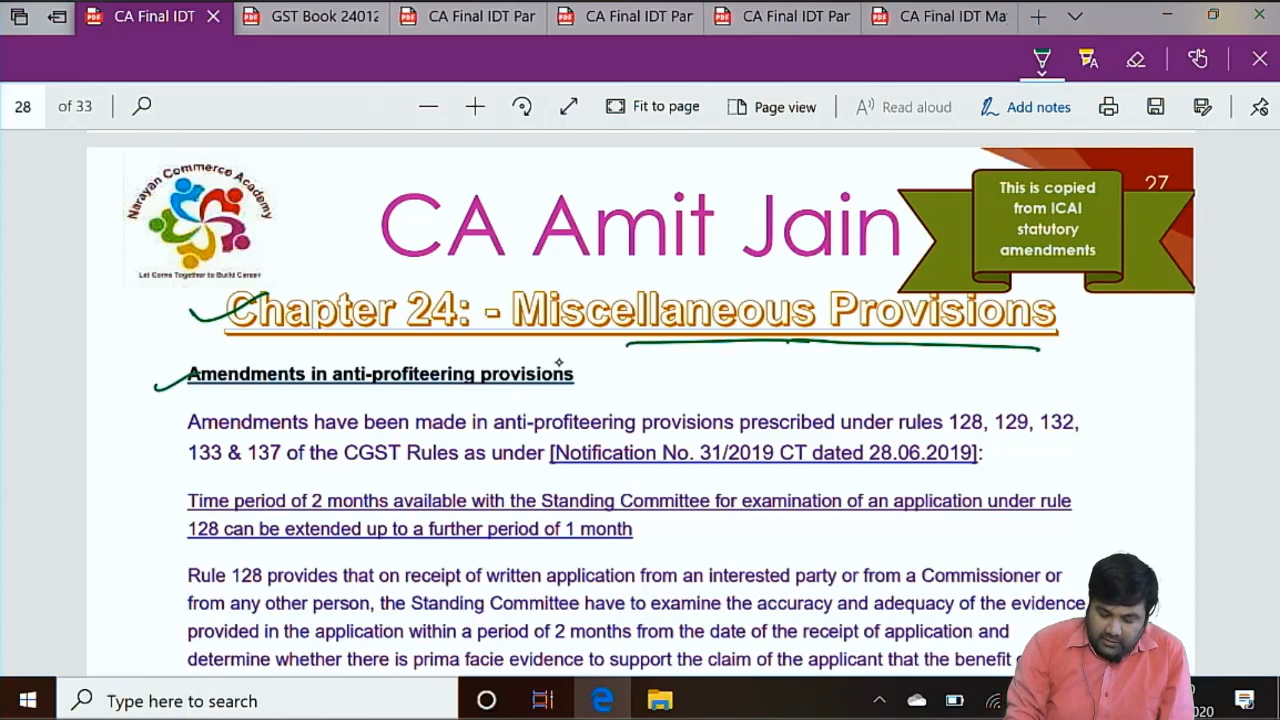 CA Final IDT
GST Book 24012
CA Final IDT Par
CA Final IDT Par
CA Final IDT Par
CA Final IDT Ma
28 of 33
Fit to page
Page view
Read aloud
Add notes
Narayan Commerce Academy
Let Come Together to Build Career
CA Amit Jain
27
This is copied
from ICAI
statutory
amendments
Chapter 24: - Miscellaneous Provisions
Amendments in anti-profiteering provisions
Amendments have been made in anti-profiteering provisions prescribed under rules 128, 129, 132,
133 & 137 of the CGST Rules as under [Notification No. 31/2019 CT dated 28.06.2019]:
Time period of 2 months available with the Standing Committee for examination of an application under rule
128 can be extended up to a further period of 1 month
Rule 128 provides that on receipt of written application from an interested party or from a Commissioner or
from any other person, the Standing Committee have to examine the accuracy and adequacy of the evidence
provided in the application within a period of 2 months from the date of the receipt of application and
determine whether there is prima facie evidence to support the claim of the applicant that the benefit
Type here to search